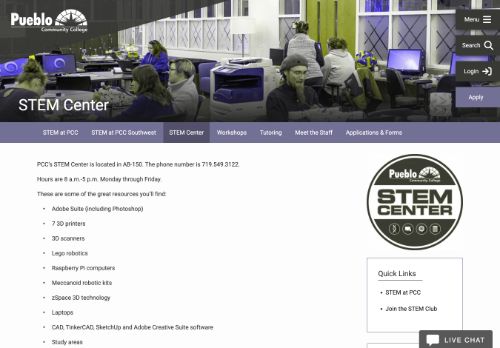 Pueblo
Community College
Menu
Search
Login
Apply
STEM Center
STEM at PCC
STEM at PCC Southwest
STEM Center
Workshops
Tutoring
Meet the Staff
Applications & Forms
PCC's STEM Center is located in AB-150. The phone number is 719.549.3122.
Hours are 8 a.m.-5 p.m. Monday through Friday.
These are some of the great resources you'll find:
• Adobe Suite (including Photoshop)
• 7 3D printers
• 3D scanners
• Lego robotics
• Raspberry Pi computers
• Meccanoid robotic kits
• zSpace 3D technology
• Laptops
• CAD, TinkerCAD, SketchUp and Adobe Creative Suite software
• Study areas
Pueblo
Community College
STEM
CENTER
Quick Links
• STEM at PCC
• Join the STEM Club
LIVE CHAT